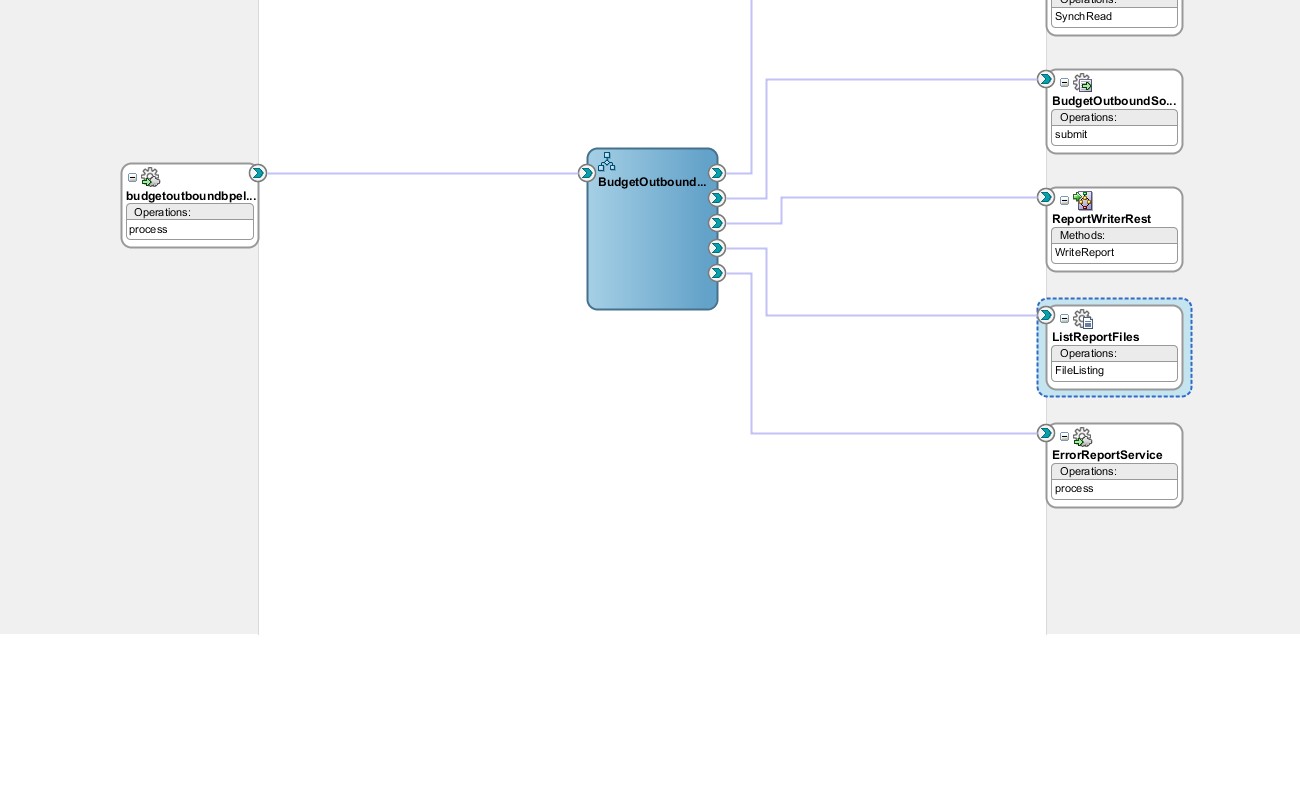 Operations:
SynchRead
BudgetOutboundSo...
Operations:
submit
budgetoutboundbpel...
Operations:
process
BudgetOutbound...
ReportWriterRest
Methods:
WriteReport
ListReportFiles
Operations:
FileListing
ErrorReportService
Operations:
process